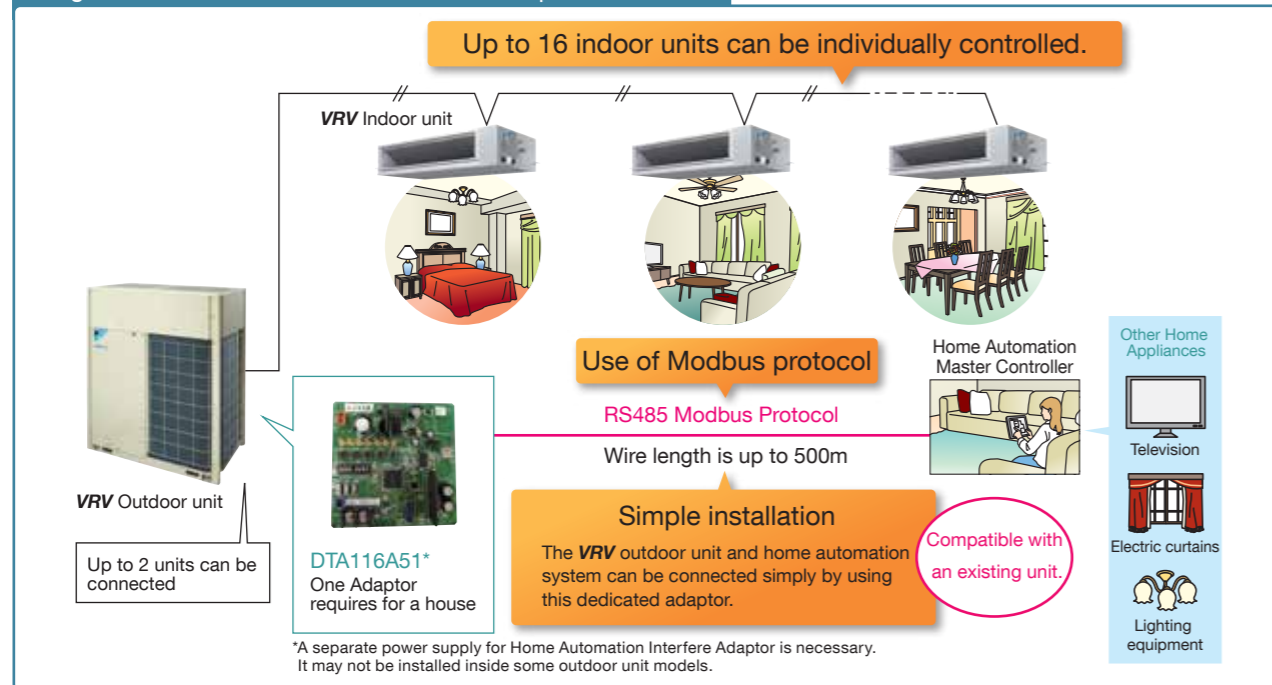 Up to 16 indoor units can be individually controlled.
VRV Indoor unit
Use of Modbus protocol
RS485 Modbus Protocol
Wire length is up to 500m
Home Automation
Master Controller
Other Home
Appliances
Television
Electric curtains
Lighting
equipment
VRV Outdoor unit
Up to 2 units can be
connected
DTA116A51*
One Adaptor
requires for a house
Simple installation
The VRV outdoor unit and home automation
system can be connected simply by using
this dedicated adaptor.
Compatible with
an existing unit.
*A separate power supply for Home Automation Interfere Adaptor is necessary.
It may not be installed inside some outdoor unit models.